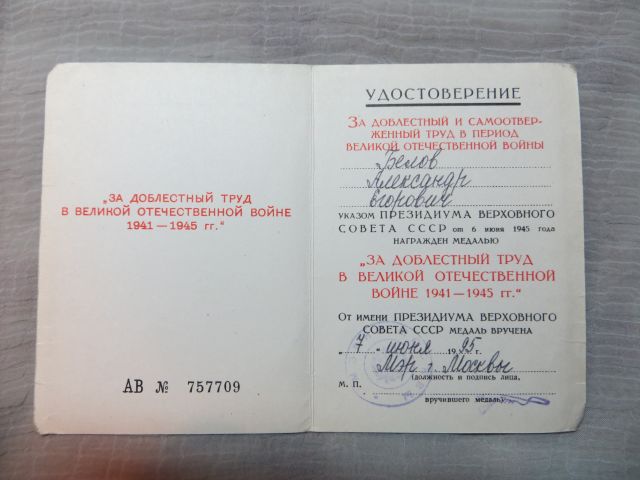 „ЗА ДОБЛЕСТНЫЙ ТРУД
В ВЕЛИКОЙ ОТЕЧЕСТВЕННОЙ ВОЙНЕ
1941 — 1945 гг.“
АВ № 757709
УДОСТОВЕРЕНИЕ
ЗА ДОБЛЕСТНЫЙ И САМООТВЕР-
ЖЕННЫЙ ТРУД В ПЕРИОД
ВЕЛИКОЙ ОТЕЧЕСТВЕННОЙ ВОЙНЫ
Белов
Александр
Егорович
УКАЗОМ ПРЕЗИДИУМА ВЕРХОВНОГО
СОВЕТА СССР от 6 июня 1945 года
НАГРАЖДЕН МЕДАЛЬЮ
„ЗА ДОБЛЕСТНЫЙ ТРУД
В ВЕЛИКОЙ ОТЕЧЕСТВЕННОЙ
ВОЙНЕ 1941 — 1945 гг.“
От имени ПРЕЗИДИУМА ВЕРХОВНОГО
СОВЕТА СССР МЕДАЛЬ ВРУЧЕНА
„7 - июня 1995 г.
Мэр г. Москвы
(должность и подпись лица,
М. П.
вручившего медаль)